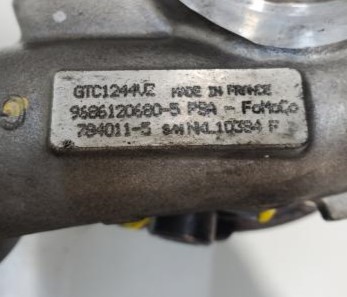 GTC1244VZ MADE IN FRANCE
9686120680-5 PSA - FoMoCo
784011-5 S/N NKL10384 F